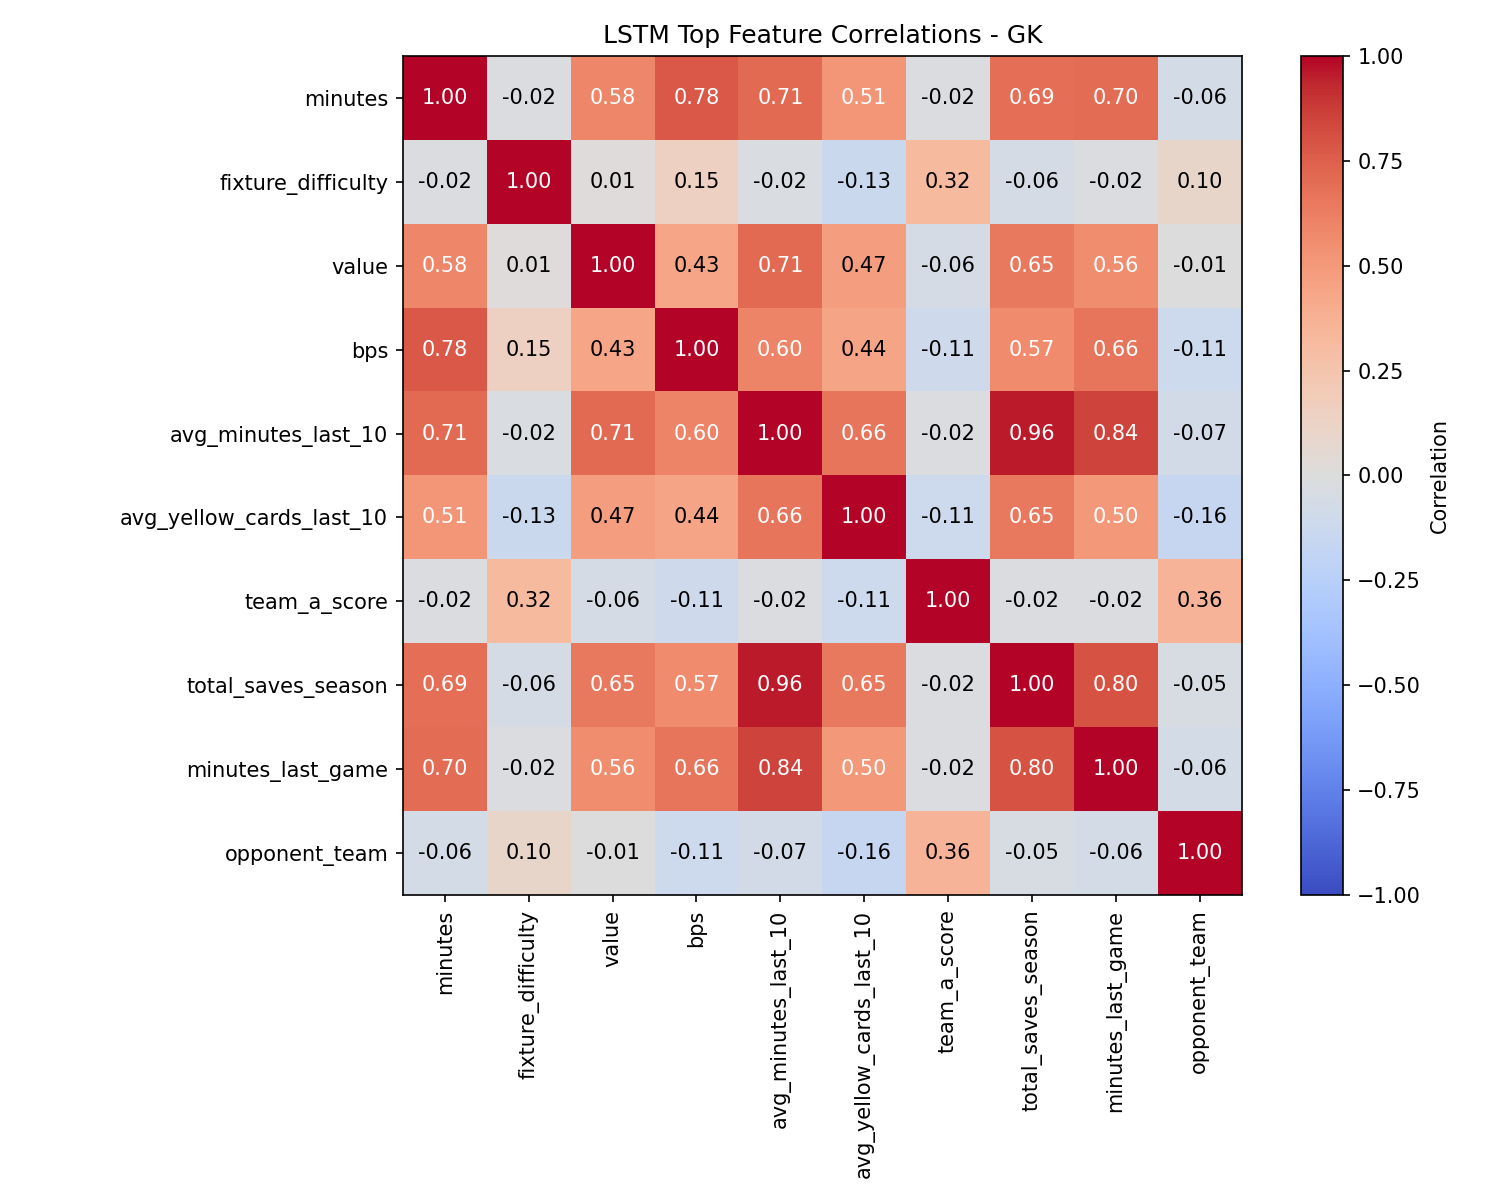 LSTM Top Feature Correlations - GK
minutes 1.00 -0.02 0.58 0.78 0.71 0.51 -0.02 0.69 0.70 -0.06
fixture_difficulty -0.02 1.00 0.01 0.15 -0.02 -0.13 0.32 -0.06 -0.02 0.10
value 0.58 0.01 1.00 0.43 0.71 0.47 -0.06 0.65 0.56 -0.01
bps 0.78 0.15 0.43 1.00 0.60 0.44 -0.11 0.57 0.66 -0.11
avg_minutes_last_10 0.71 -0.02 0.71 0.60 1.00 0.66 -0.02 0.96 0.84 -0.07
avg_yellow_cards_last_10 0.51 -0.13 0.47 0.44 0.66 1.00 -0.11 0.65 0.50 -0.16
team_a_score -0.02 0.32 -0.06 -0.11 -0.02 -0.11 1.00 -0.02 -0.02 0.36
total_saves_season 0.69 -0.06 0.65 0.57 0.96 0.65 -0.02 1.00 0.80 -0.05
minutes_last_game 0.70 -0.02 0.56 0.66 0.84 0.50 -0.02 0.80 1.00 -0.06
opponent_team -0.06 0.10 -0.01 -0.11 -0.07 -0.16 0.36 -0.05 -0.06 1.00
minutes
fixture_difficulty
value
bps
avg_minutes_last_10
avg_yellow_cards_last_10
team_a_score
total_saves_season
minutes_last_game
opponent_team
1.00
0.75
0.50
0.25
0.00
−0.25
−0.50
−0.75
−1.00
Correlation